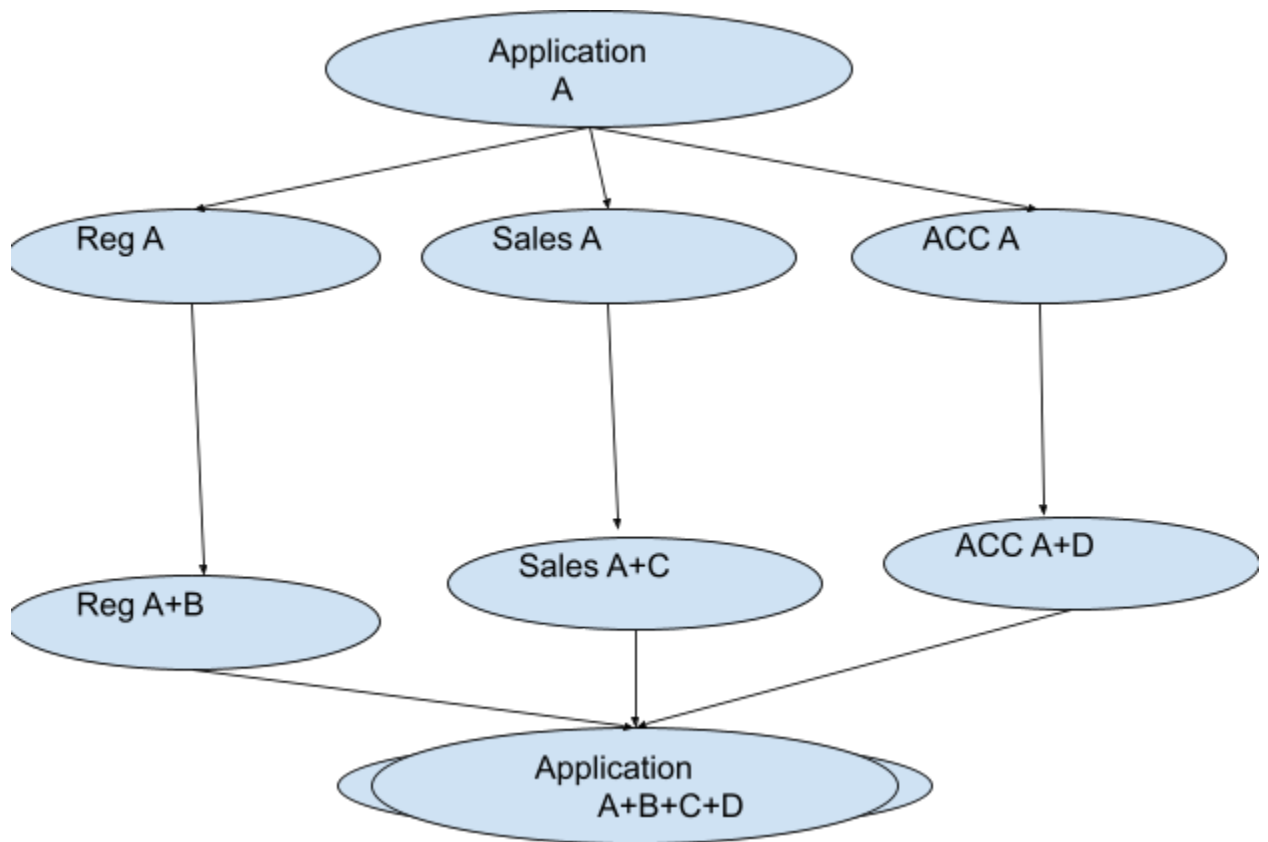 Application
A
Reg A
Sales A
ACC A
Sales A+C
ACC A+D
Reg A+B
Application
A+B+C+D